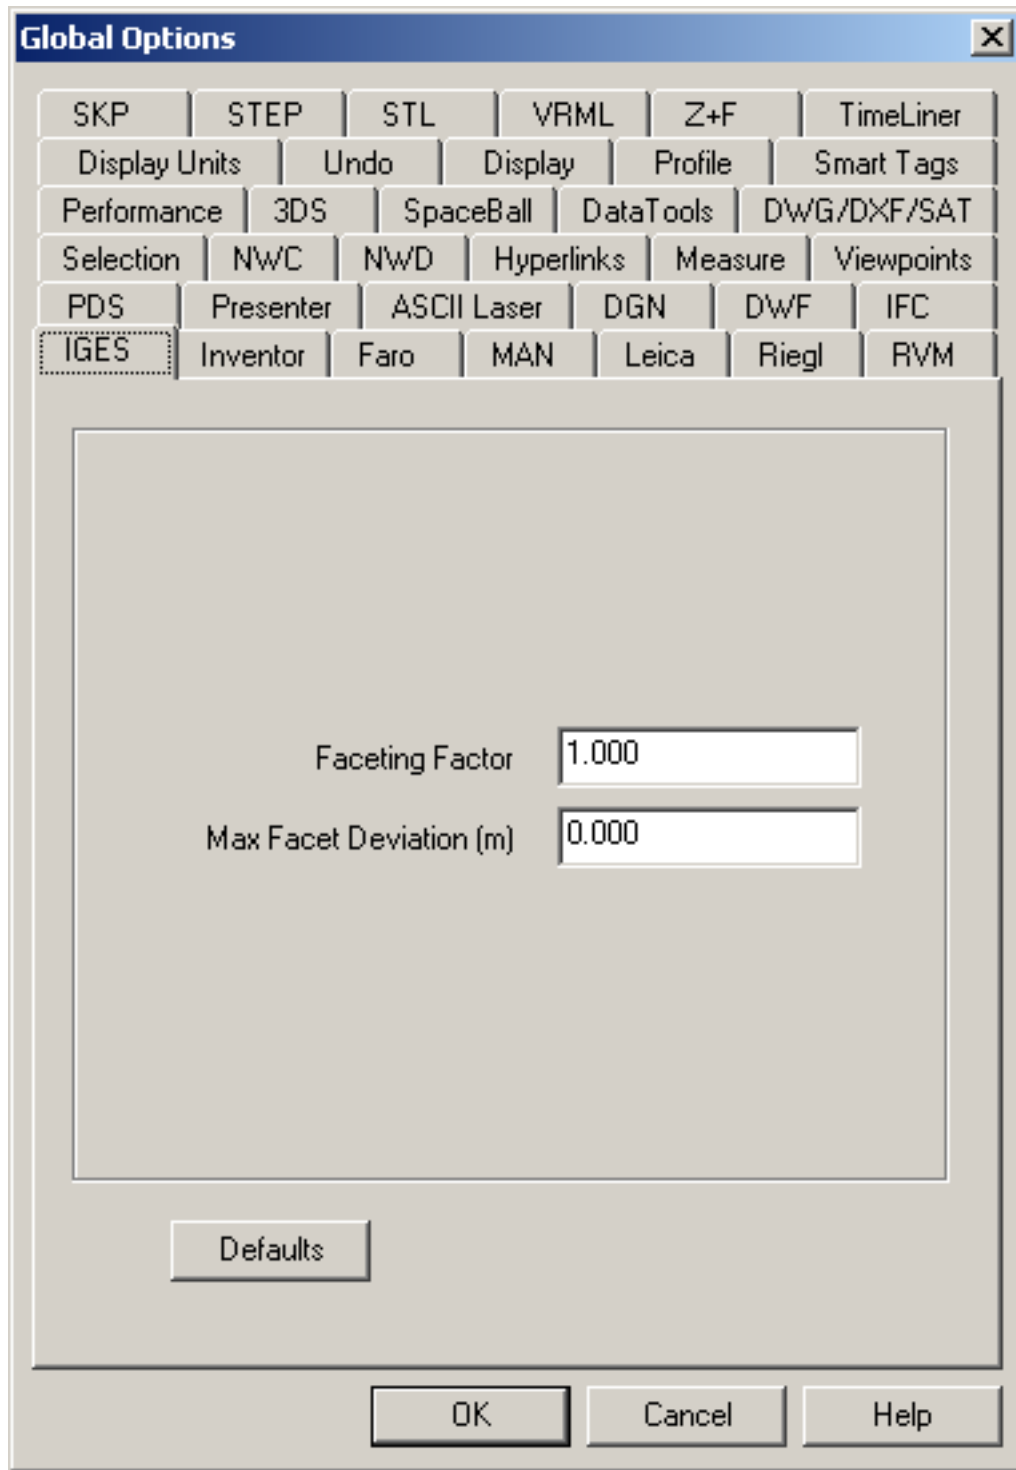 Global Options
SKP STEP STL VRML Z+F TimeLiner
Display Units Undo Display Profile Smart Tags
Performance 3DS SpaceBall DataTools DWG/DXF/SAT
Selection NWC NWD Hyperlinks Measure Viewpoints
PDS Presenter ASCII Laser DGN DWF IFC
IGES Inventor Faro MAN Leica Riegl RVM
Faceting Factor 1.000
Max Facet Deviation (m) 0.000
Defaults
OK Cancel Help